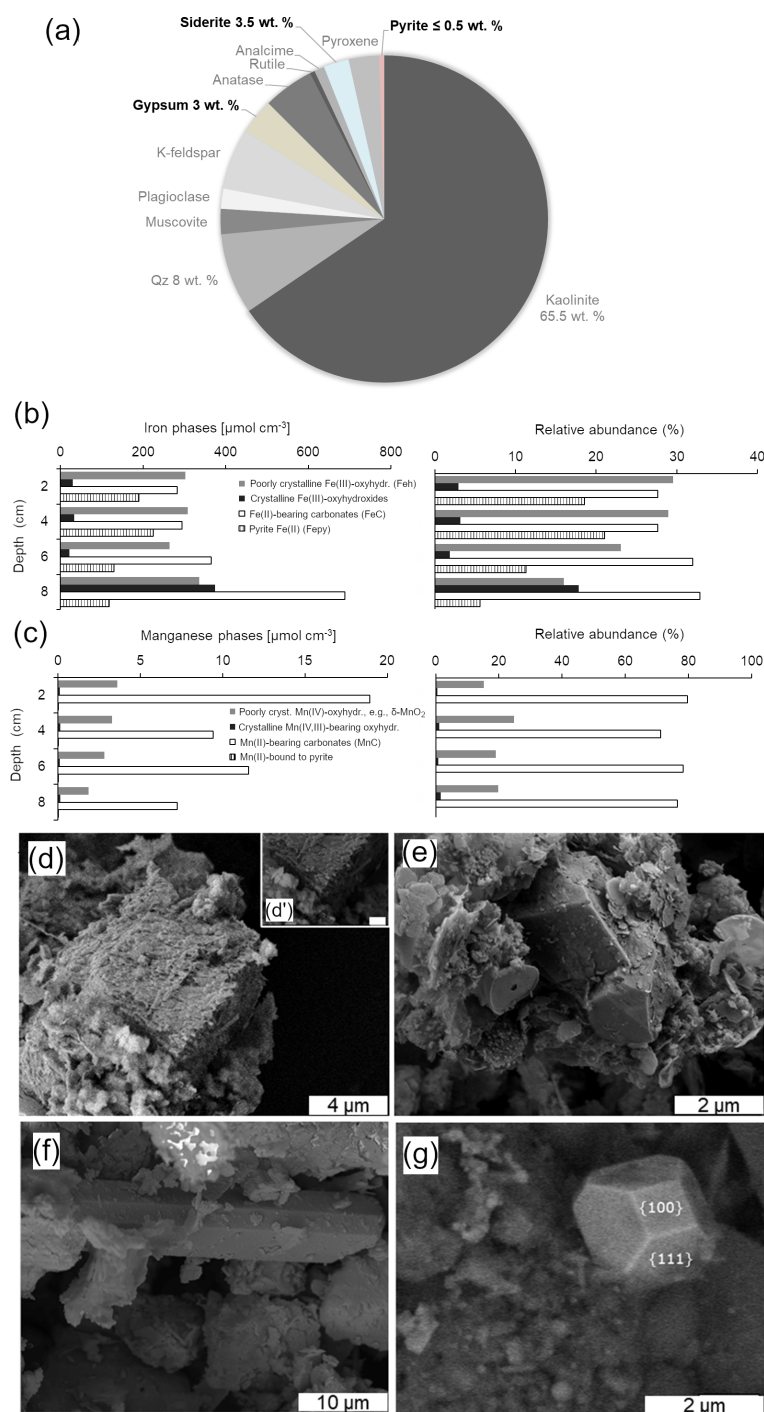 (a)
Siderite 3.5 wt. %
Pyrite ≤ 0.5 wt. %
Pyroxene
Analcime
Rutile
Anatase
Gypsum 3 wt. %
K-feldspar
Plagioclase
Muscovite
Qz 8 wt. %
Kaolinite
65.5 wt. %
(b)
Iron phases [µmol cm-3]
Relative abundance (%)
0 200 400 600 800
0 10 20 30 40
Depth (cm)
2
4
6
8
Poorly crystalline Fe(III)-oxyhydr. (Feh)
Crystalline Fe(III)-oxyhydroxides
Fe(II)-bearing carbonates (FeC)
Pyrite Fe(II) (Fepy)
(c)
Manganese phases [µmol cm-3]
Relative abundance (%)
0 5 10 15 20
0 20 40 60 80 100
Depth (cm)
2
4
6
8
Poorly cryst. Mn(IV)-oxyhydr., e.g., δ-MnO2
Crystalline Mn(IV,III)-bearing oxyhydr.
Mn(II)-bearing carbonates (MnC)
Mn(II)-bound to pyrite
(d)
(d')
4 µm
(e)
2 µm
(f)
10 µm
(g)
{100}
{111}
2 µm